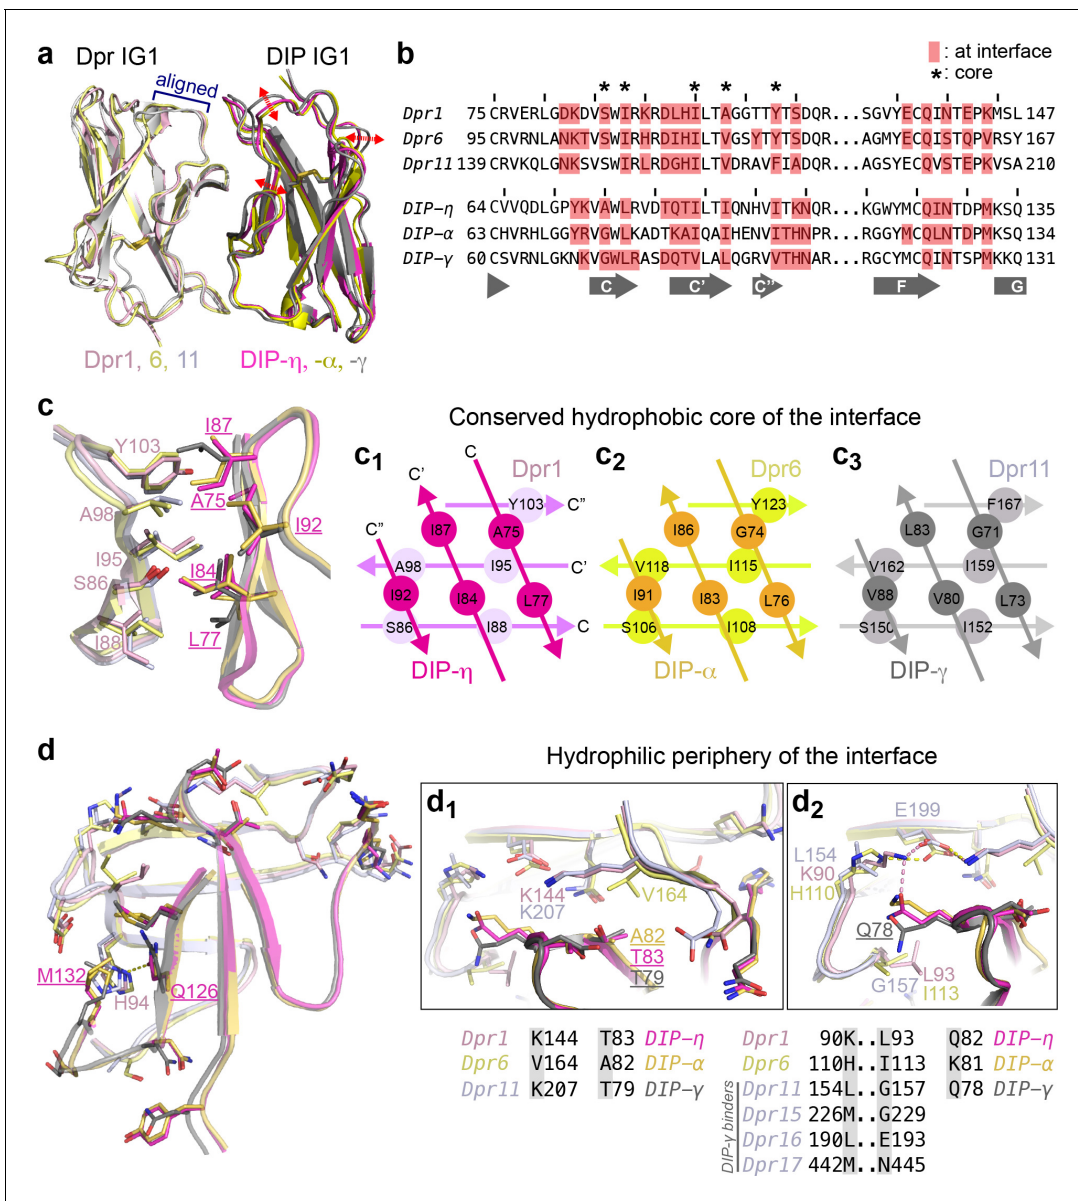 a
Dpr IG1
DIP IG1
aligned
Dpr1, 6, 11
DIP-η, -α, -γ
b
: at interface
*: core
* * * * *
Dpr1 75 CRVERLGDKDVSWIRKRDLHILTAGGTTYTSDQR...SGVYECQINTEPKMSL 147
Dpr6 95 CRVRNLANKTVSWIRHRDIHILTVGSYTYTSDQR...AGMYECQISTQPVRSY 167
Dpr11 139 CRVKQLGNKSVSWIRLRDGHILTVDRAVFIADQR...AGSYECQVSTEPKVSA 210
DIP-η 64 CVVQDLGPYKVAWLRVDTQTILTIQNHVITKNQR...KGWYMCQINTDPMKSQ 135
DIP-α 63 CHVRHLGGYRVGWLKADTKAIQAIHENVITHNPR...RGGYMCQLNTDPMKSQ 134
DIP-γ 60 CSVRNLGKNKVGWLRASDQTVLALQGRVVTHNAR...RGCYMCQINTSPMKKQ 131
C C' C'' F G
c
Y103
I87
A98
A75
I92
I95
S86
I84
I88
L77
Conserved hydrophobic core of the interface
c1
C
C'
Dpr1
Y103
C''
I87
A75
C''
A98
I95
C'
I92
I84
L77
S86
I88
C
DIP-η
c2
Dpr6
Y123
I86
G74
V118
I115
I91
I83
L76
S106
I108
DIP-α
c3
Dpr11
F167
L83
G71
V162
I159
V88
V80
L73
S150
I152
DIP-γ
d
M132
H94
Q126
Hydrophilic periphery of the interface
d1
K144
K207
V164
A82
T83
T79
d2
E199
L154
K90
H110
Q78
L93
G157
I113
Dpr1 K144 T83 DIP-η
Dpr6 V164 A82 DIP-α
Dpr11 K207 T79 DIP-γ
Dpr1 90K..L93 Q82 DIP-η
Dpr6 110H..I113 K81 DIP-α
Dpr11 154L..G157 Q78 DIP-γ
Dpr15 226M..G229
Dpr16 190L..E193
Dpr17 442M..N445
DIP-γ binders